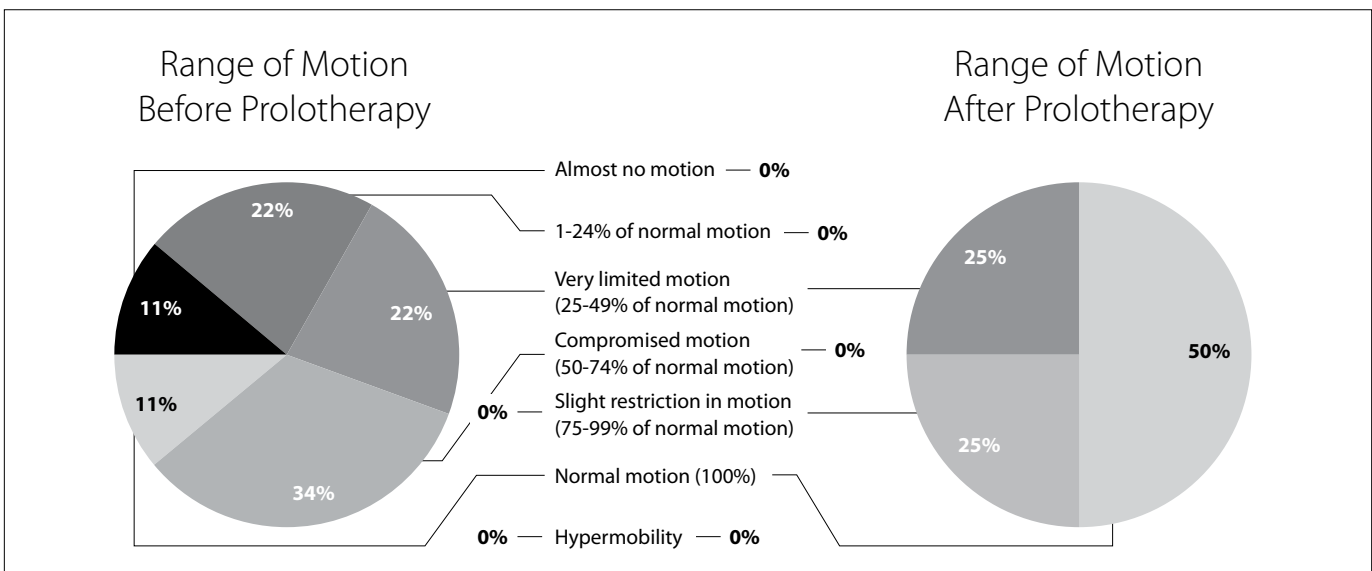 Range of Motion
Before Prolotherapy
22%
11%
22%
11%
34%
Almost no motion — 0%
1-24% of normal motion — 0%
Very limited motion
(25-49% of normal motion)
Compromised motion
(50-74% of normal motion) — 0%
0% — Slight restriction in motion
(75-99% of normal motion)
Normal motion (100%)
0% — Hypermobility — 0%
Range of Motion
After Prolotherapy
25%
50%
25%